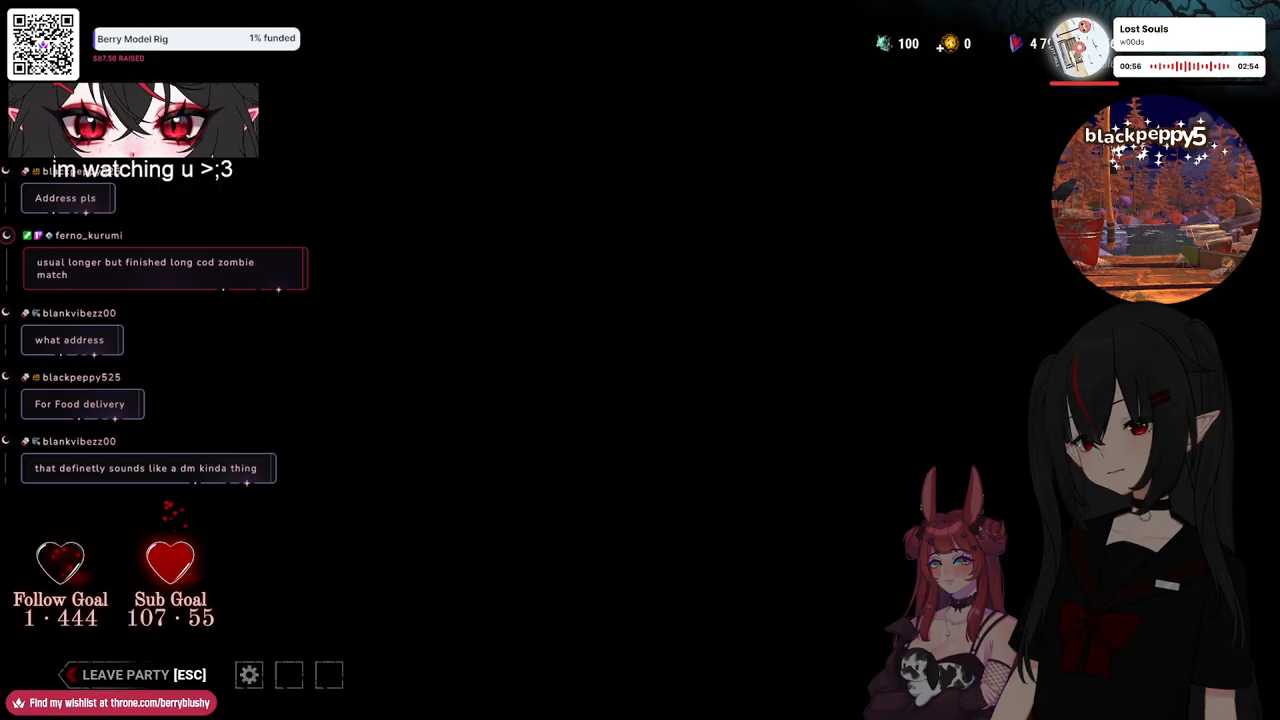 Berry Model Rig
1% funded
$87.56 RAISED
100
0
Lost Souls
w00ds
00:56
02:54
im watching u >;3
blackpeppy5
Address pls
ferno_kurumi
usual longer but finished long cod zombie
match
blankvibezz00
what address
blackpeppy525
For Food delivery
blankvibezz00
that definetly sounds like a dm kinda thing
Follow Goal
1 · 444
Sub Goal
107 · 55
LEAVE PARTY [ESC]
Find my wishlist at throne.com/berryblushy